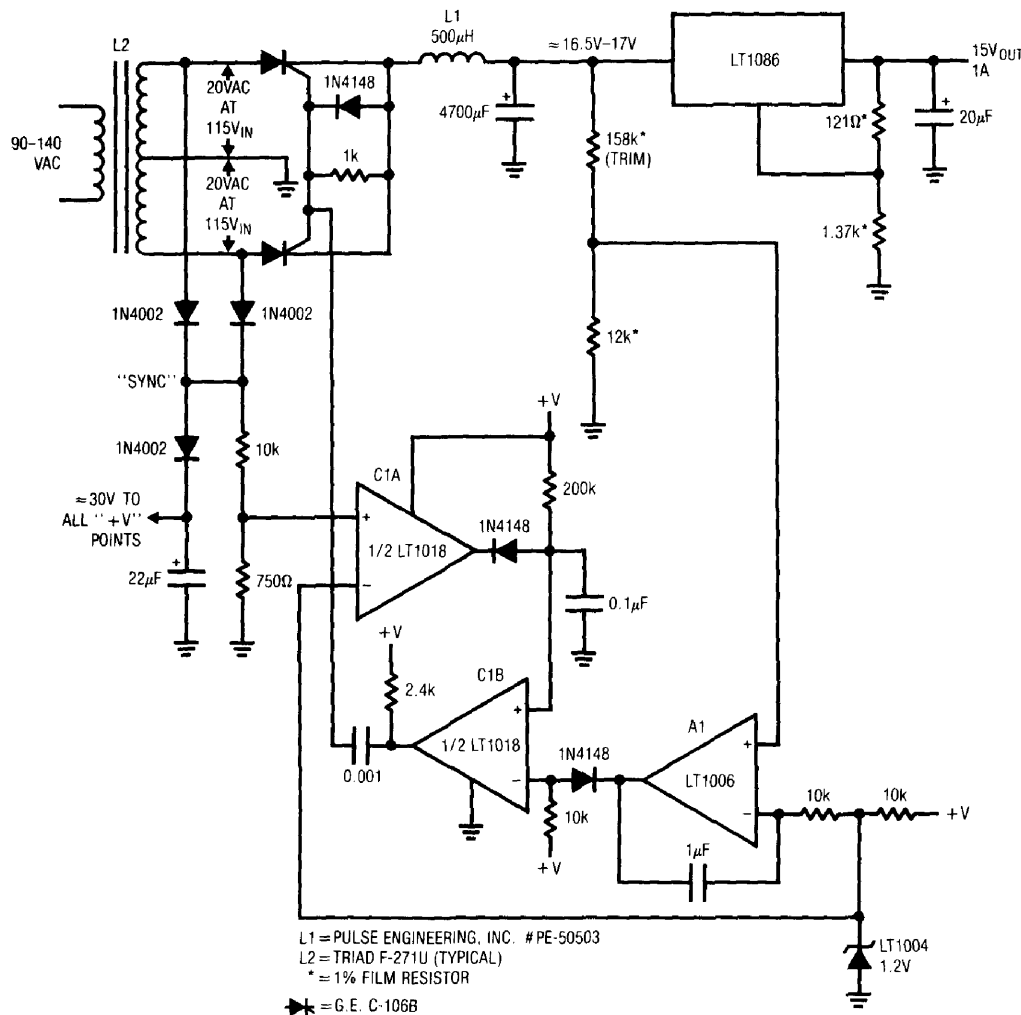 L1
500μH
L2
≈16.5V–17V
LT1086
15VOUT
1A
20VAC
AT
115VIN
1N4148
4700μF
+
121Ω*
+
20μF
90–140
VAC
1k
158k*
(TRIM)
20VAC
AT
115VIN
1.37k*
1N4002
1N4002
12k*
"SYNC"
+V
1N4002
10k
C1A
200k
≈30V TO
ALL "+V"
POINTS
+
1/2 LT1018
–
1N4148
+
22μF
750Ω
0.1μF
+V
2.4k
C1B
+
1/2 LT1018
–
A1
+
LT1006
–
1N4148
0.001
10k
+V
10k
10k
+V
1μF
L1 = PULSE ENGINEERING, INC. #PE-50503
L2 = TRIAD F-271U (TYPICAL)
* = 1% FILM RESISTOR
= G.E. C-106B
LT1004
1.2V